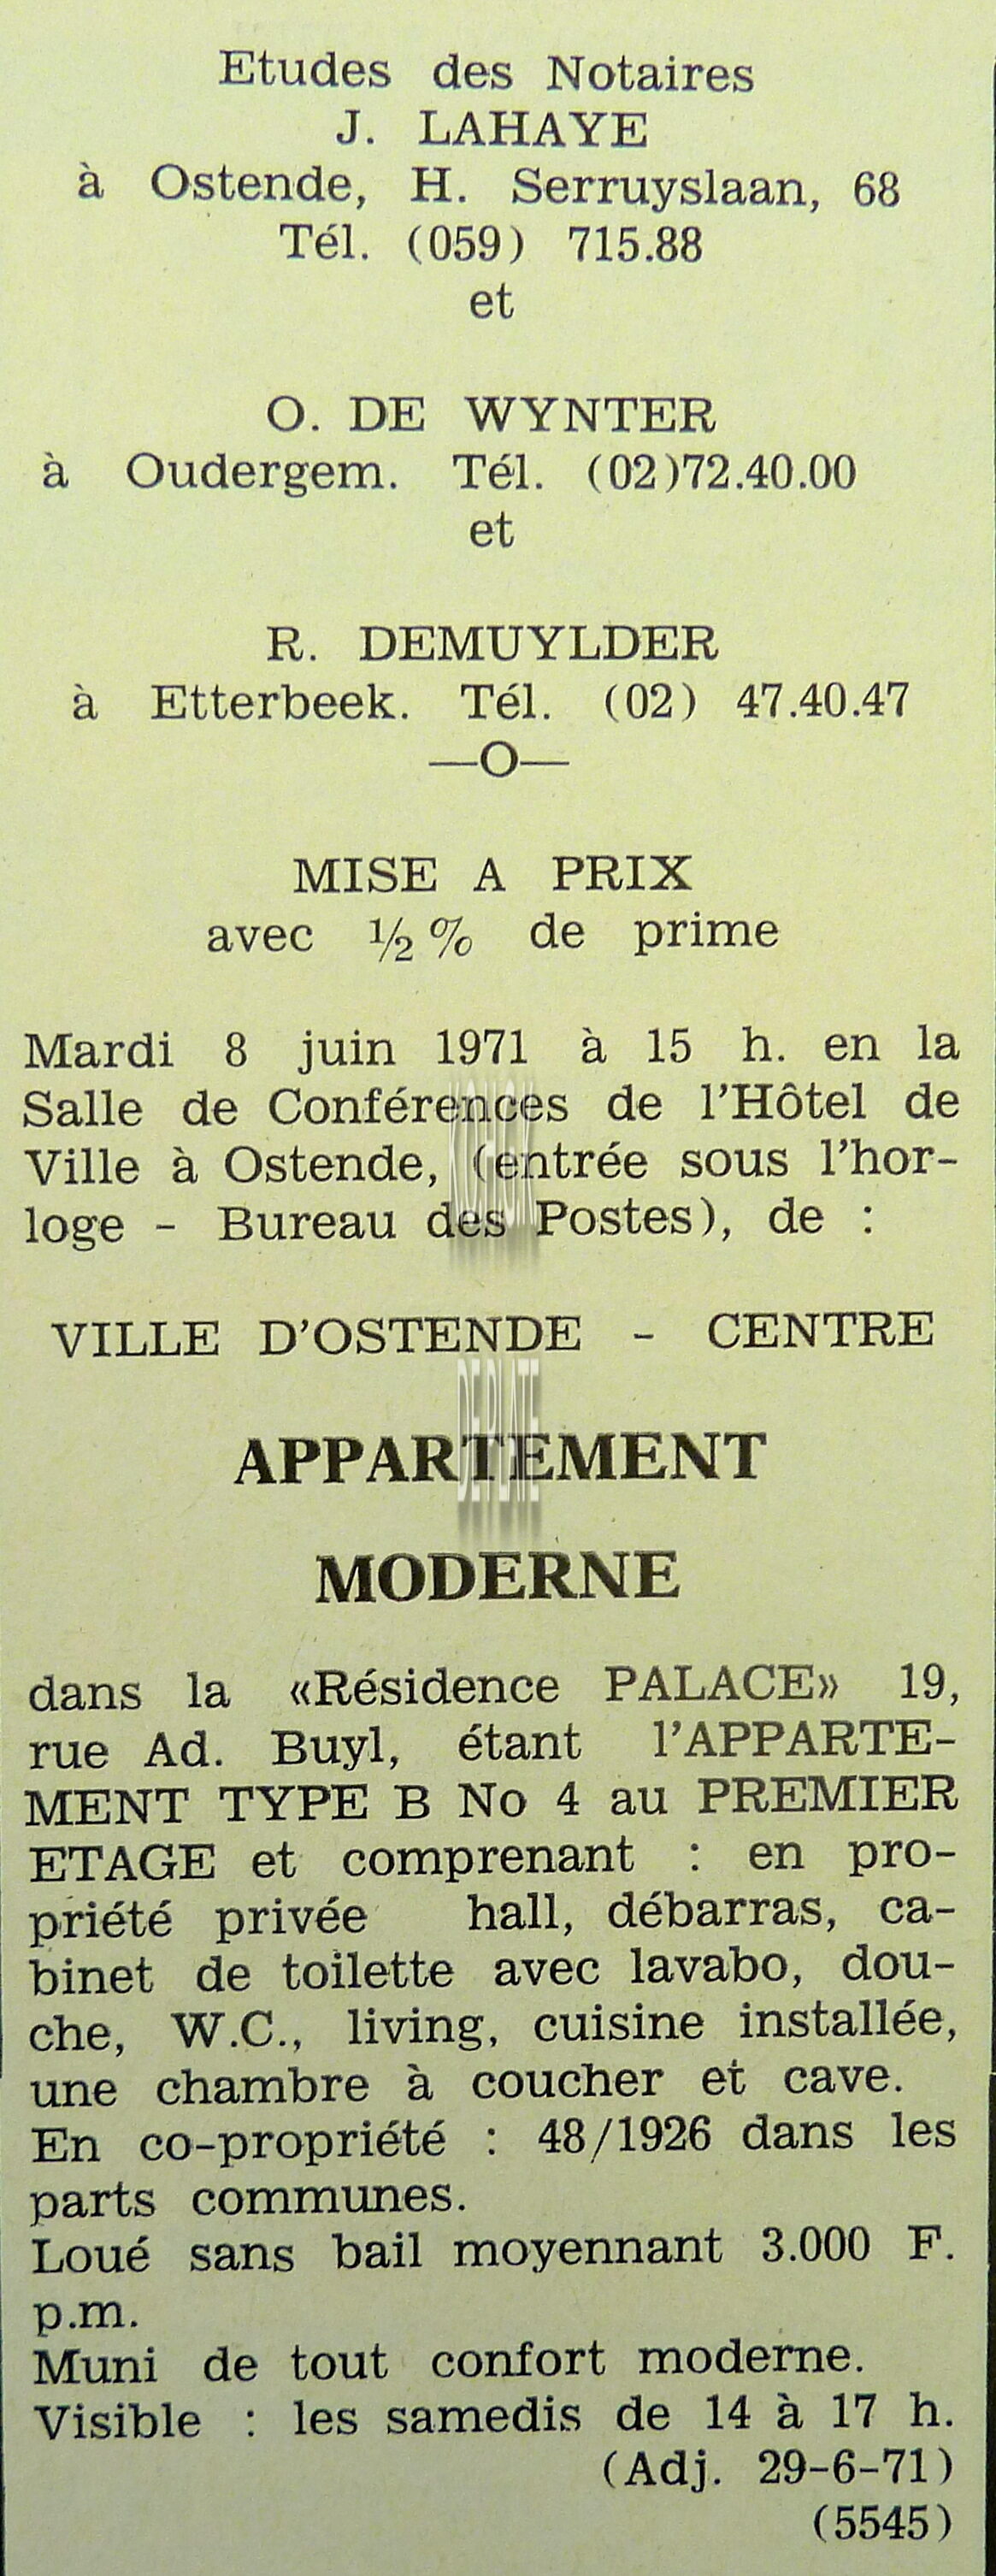 Etudes des Notaires
J. LAHAYE
à Ostende, H. Serruyslaan, 68
Tél. (059) 715.88
et
O. DE WYNTER
à Oudergem. Tél. (02)72.40.00
et
R. DEMUYLDER
à Etterbeek. Tél. (02) 47.40.47
—O—
MISE A PRIX
avec ½ % de prime
Mardi 8 juin 1971 à 15 h. en la
Salle de Conférences de l'Hôtel de
Ville à Ostende, (entrée sous l'hor-
loge - Bureau des Postes), de :
VILLE D'OSTENDE - CENTRE
DE PLATE
APPARTEMENT
MODERNE
dans la «Résidence PALACE» 19,
rue Ad. Buyl, étant l'APPARTE-
MENT TYPE B No 4 au PREMIER
ETAGE et comprenant : en pro-
priété privée hall, débarras, ca-
binet de toilette avec lavabo, dou-
che, W.C., living, cuisine installée,
une chambre à coucher et cave.
En co-propriété : 48/1926 dans les
parts communes.
Loué sans bail moyennant 3.000 F.
p.m.
Muni de tout confort moderne.
Visible : les samedis de 14 à 17 h.
(Adj. 29-6-71)
(5545)